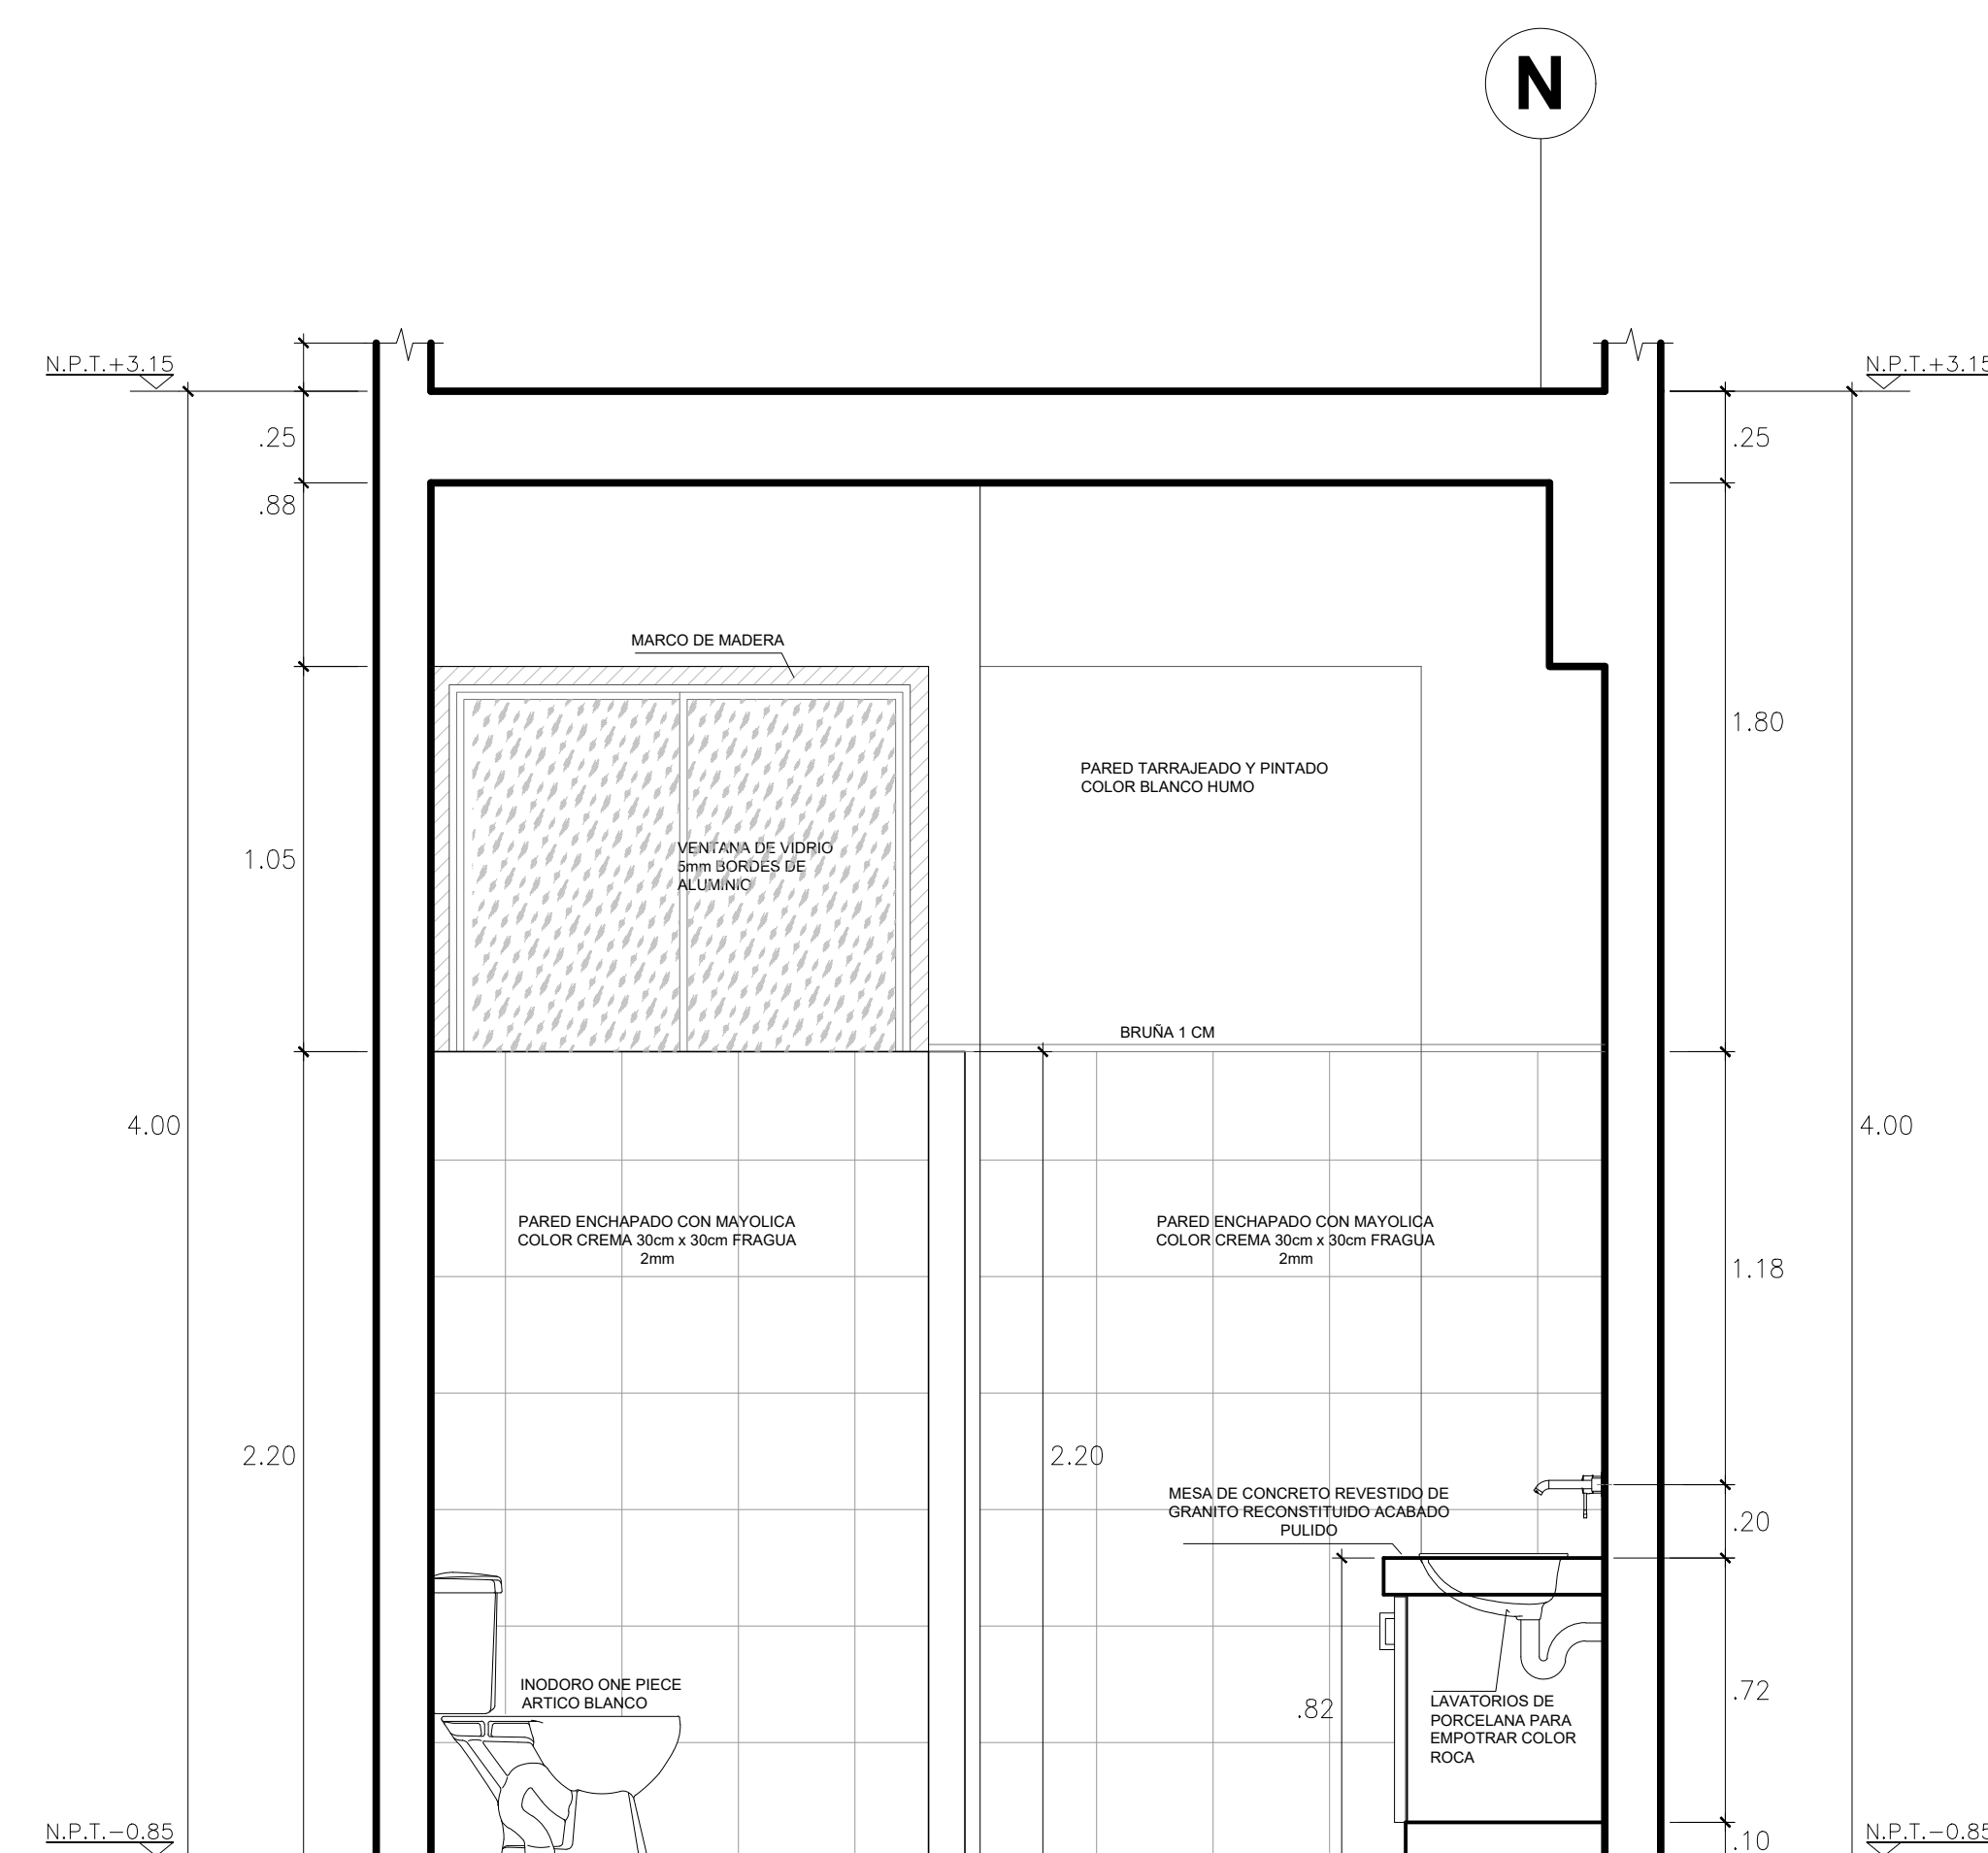 N
N.P.T.+3.15
N.P.T.+3.15
.25
.25
.88
MARCO DE MADERA
1.80
PARED TARRAJEADO Y PINTADO
COLOR BLANCO HUMO
VENTANA DE VIDRIO
5mm BORDES DE
ALUMINIO
1.05
BRUÑA 1 CM
4.00
4.00
PARED ENCHAPADO CON MAYOLICA
COLOR CREMA 30cm x 30cm FRAGUA
2mm
PARED ENCHAPADO CON MAYOLICA
COLOR CREMA 30cm x 30cm FRAGUA
2mm
1.18
2.20
2.20
MESA DE CONCRETO REVESTIDO DE
GRANITO RECONSTITUIDO ACABADO
PULIDO
.20
INODORO ONE PIECE
ARTICO BLANCO
.82
LAVATORIOS DE
PORCELANA PARA
EMPOTRAR COLOR
ROCA
.72
N.P.T.−0.85
N.P.T.−0.85
.10